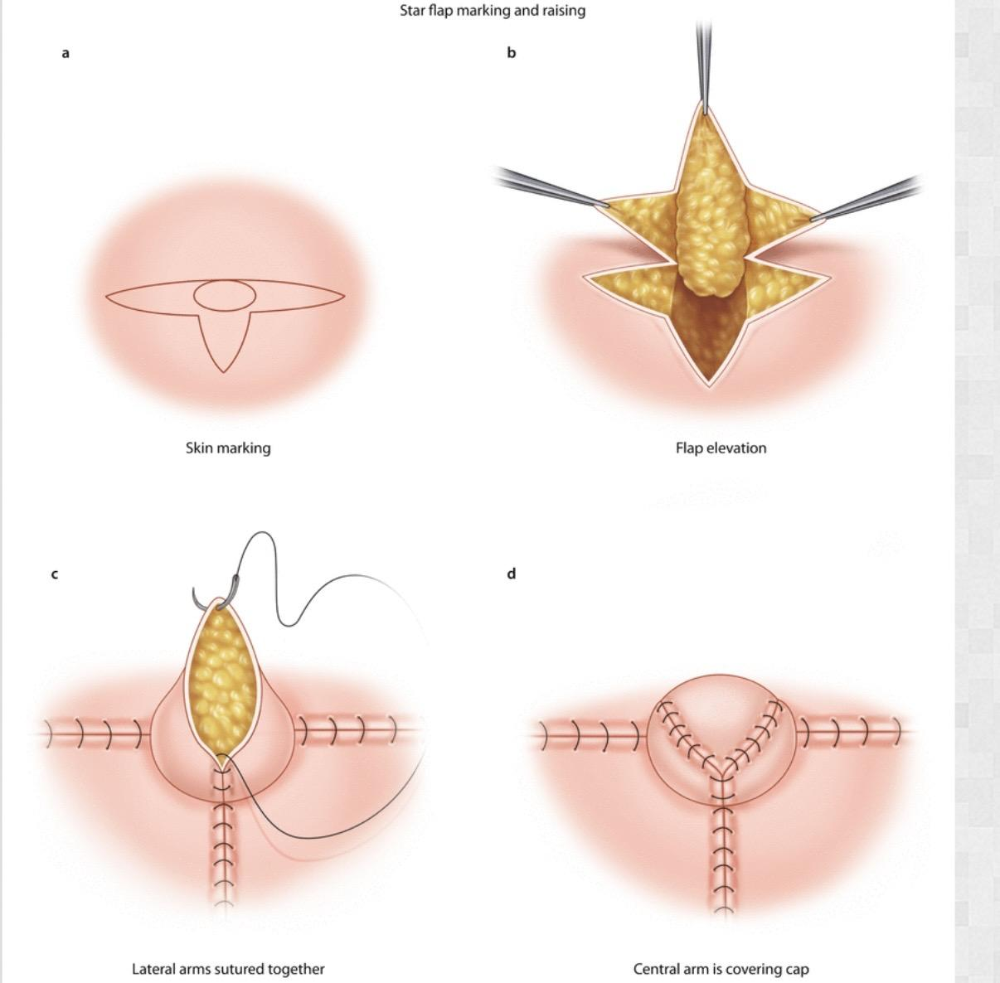 Star flap marking and raising
a
b
Skin marking
Flap elevation
c
d
Lateral arms sutured together
Central arm is covering cap